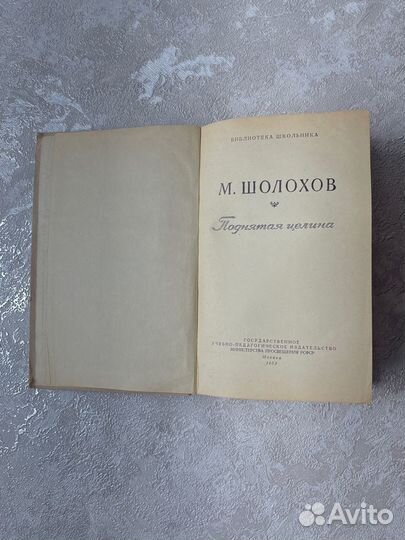 БИБЛИОТЕКА ШКОЛЬНИКА
М. ШОЛОХОВ
Поднятая целина
ГОСУДАРСТВЕННОЕ
УЧЕБНО-ПЕДАГОГИЧЕСКОЕ ИЗДАТЕЛЬСТВО
МИНИСТЕРСТВА ПРОСВЕЩЕНИЯ РСФСР
Москва
Avito